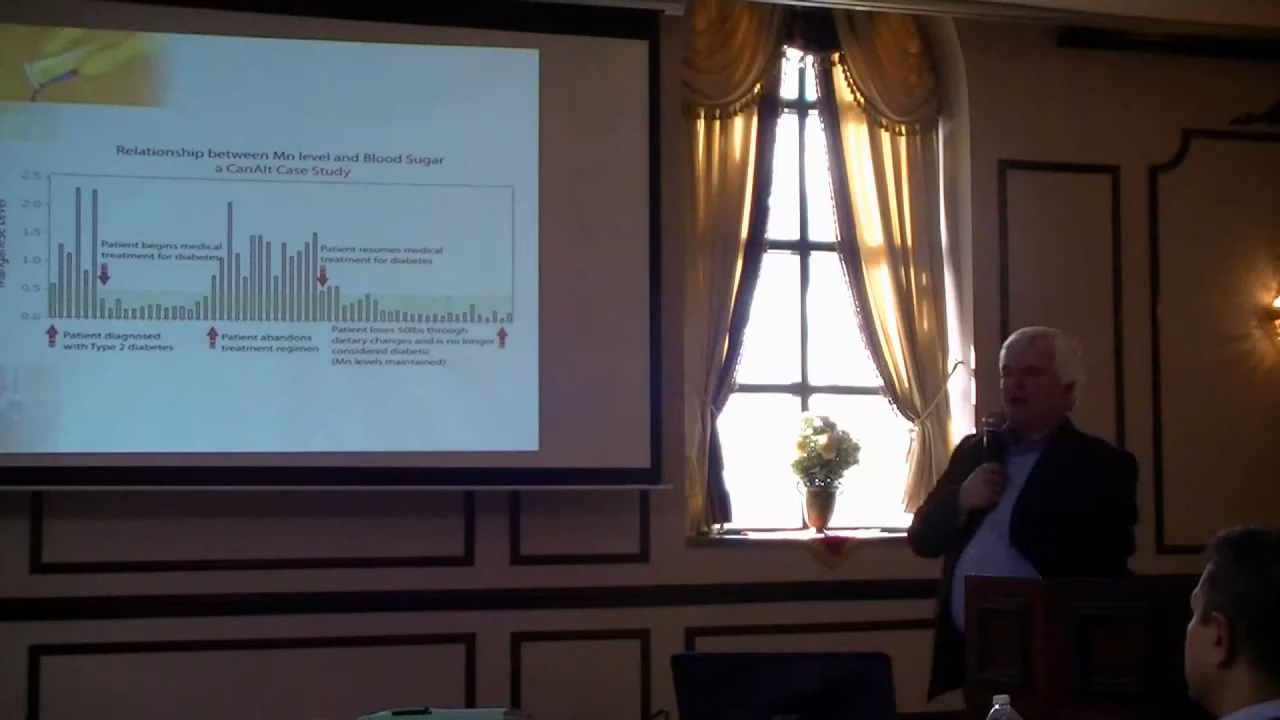 Relationship between Mn level and Blood Sugar
a CanAlt Case Study
2.5
2.0
1.5
1.0
0.5
0.0
Level
Patient begins medical
treatment for diabetes
Patient resumes medical
treatment for diabetes
Patient diagnosed
with Type 2 diabetes
Patient abandons
treatment regimen
Patient loses 50lbs through
dietary changes and is no longer
considered diabetic
(Mn levels maintained)